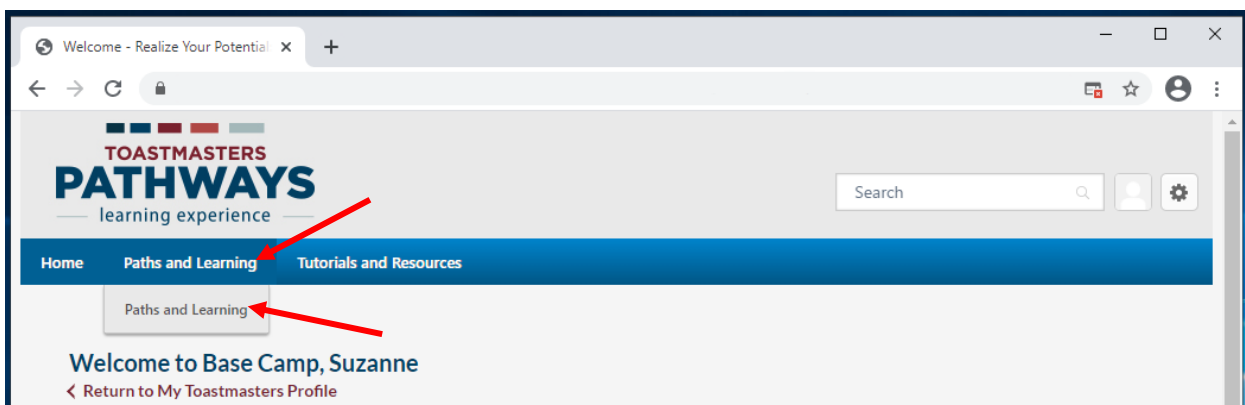 Welcome - Realize Your Potential
TOASTMASTERS
PATHWAYS
learning experience
Search
Home Paths and Learning Tutorials and Resources
Paths and Learning
Welcome to Base Camp, Suzanne
Return to My Toastmasters Profile